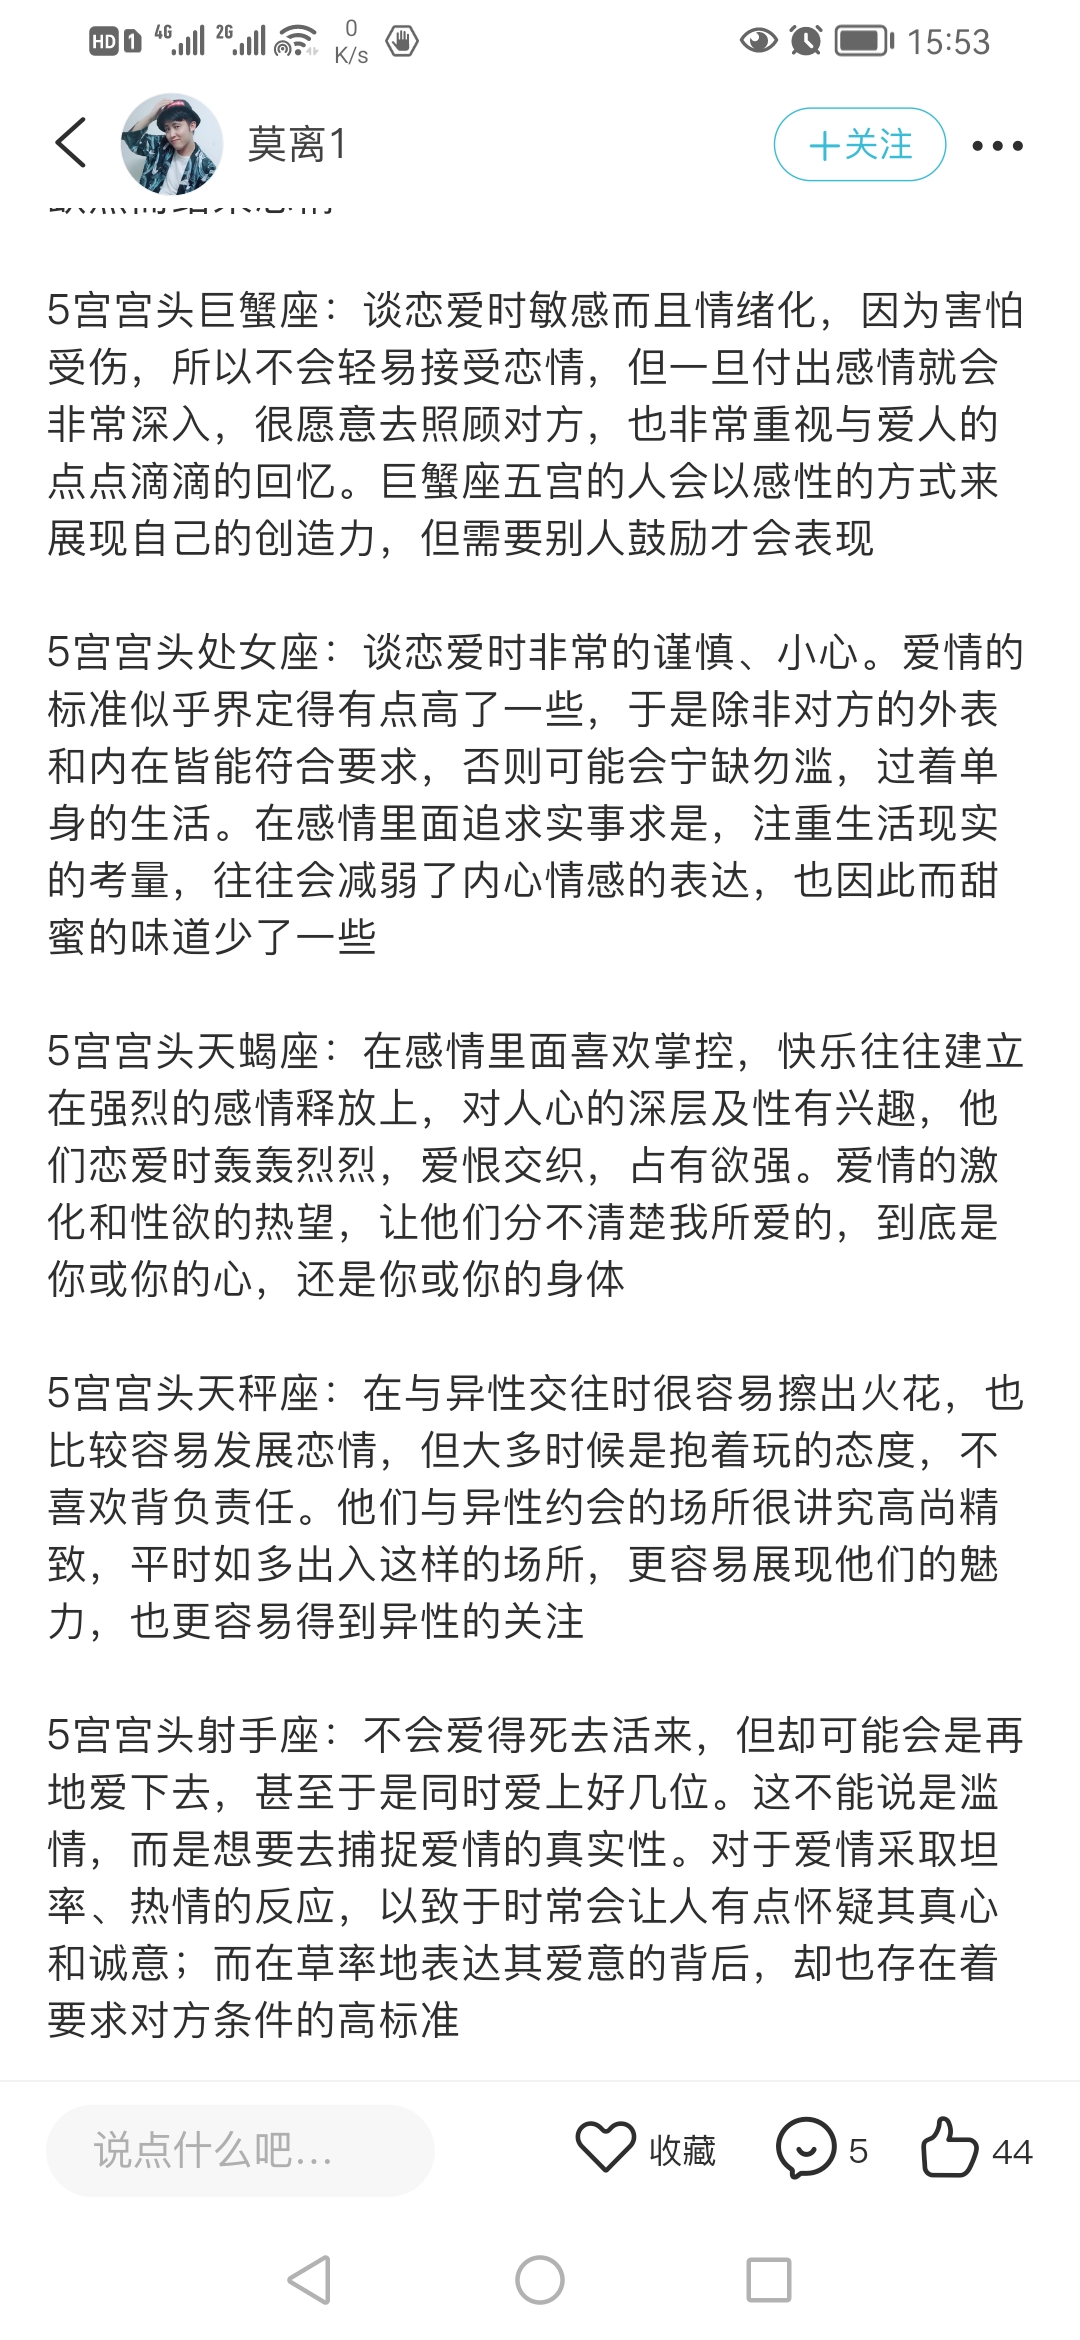 HD 1 4G 2G 0 K/s 15:53
莫离1 +关注
5宫宫头巨蟹座：谈恋爱时敏感而且情绪化，因为害怕
受伤，所以不会轻易接受恋情，但一旦付出感情就会
非常深入，很愿意去照顾对方，也非常重视与爱人的
点点滴滴的回忆。巨蟹座五宫的人会以感性的方式来
展现自己的创造力，但需要别人鼓励才会表现
5宫宫头处女座：谈恋爱时非常的谨慎、小心。爱情的
标准似乎界定得有点高了一些，于是除非对方的外表
和内在皆能符合要求，否则可能会宁缺勿滥，过着单
身的生活。在感情里面追求实事求是，注重生活现实
的考量，往往会减弱了内心情感的表达，也因此而甜
蜜的味道少了一些
5宫宫头天蝎座：在感情里面喜欢掌控，快乐往往建立
在强烈的感情释放上，对人心的深层及性有兴趣，他
们恋爱时轰轰烈烈，爱恨交织，占有欲强。爱情的激
化和性欲的热望，让他们分不清楚我所爱的，到底是
你或你的心，还是你或你的身体
5宫宫头天秤座：在与异性交往时很容易擦出火花，也
比较容易发展恋情，但大多时候是抱着玩的态度，不
喜欢背负责任。他们与异性约会的场所很讲究高尚精
致，平时如多出入这样的场所，更容易展现他们的魅
力，也更容易得到异性的关注
5宫宫头射手座：不会爱得死去活来，但却可能会是再
地爱下去，甚至于是同时爱上好几位。这不能说是滥
情，而是想要去捕捉爱情的真实性。对于爱情采取坦
率、热情的反应，以致于时常会让人有点怀疑其真心
和诚意；而在草率地表达其爱意的背后，却也存在着
要求对方条件的高标准
说点什么吧... 收藏 5 44